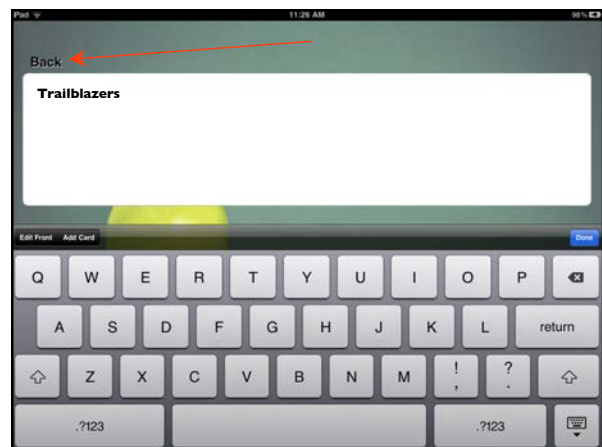 iPad 11:26 AM 98%
Back
Trailblazers
Edit Front Add Card Done
Q W E R T Y U I O P
A S D F G H J K L return
Z X C V B N M ! , ? .
.?123 .?123